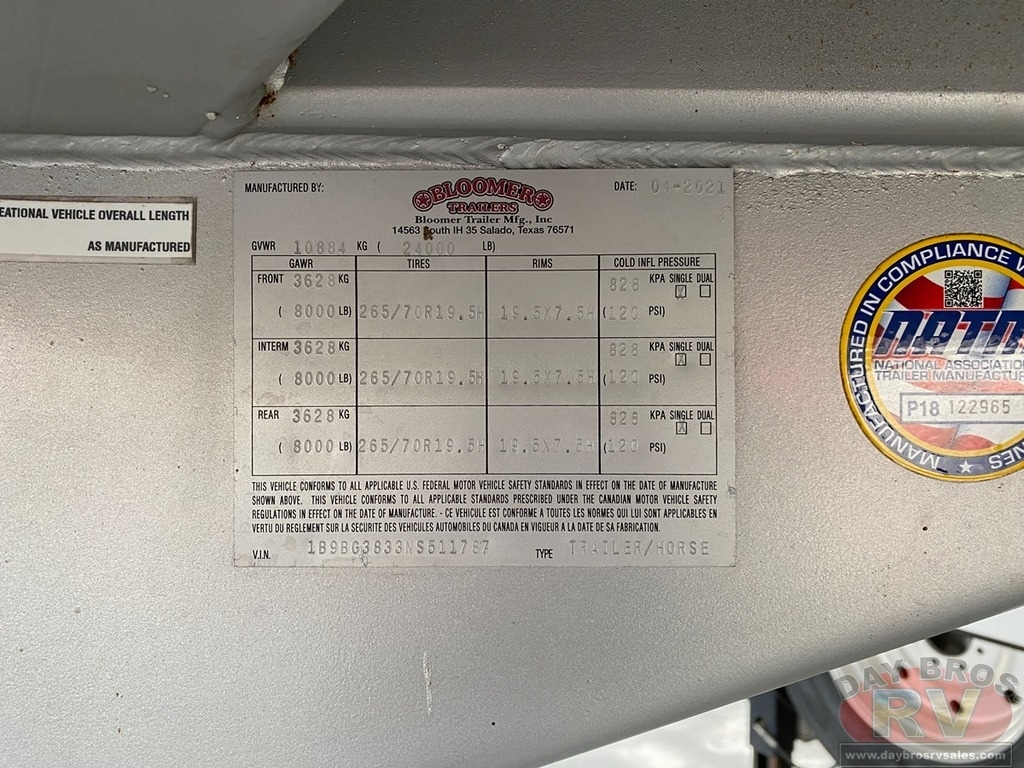 EATIONAL VEHICLE OVERALL LENGTH
AS MANUFACTURED
MANUFACTURED BY:
BLOOMER
TRAILERS
DATE: 04-2021
Bloomer Trailer Mfg., Inc
14563 South IH 35 Salado, Texas 76571
GVWR 10884 KG ( 24000 LB)
GAWR TIRES RIMS COLD INFL PRESSURE
FRONT 3628 KG 828 KPA SINGLE DUAL
X
( 8000 LB) 265/70R19.5H 19.5X7.5H (120 PSI)
INTERM 3628 KG 828 KPA SINGLE DUAL
X
( 8000 LB) 265/70R19.5H 19.5X7.5H (120 PSI)
REAR 3628 KG 828 KPA SINGLE DUAL
X
( 8000 LB) 265/70R19.5H 19.5X7.5H (120 PSI)
THIS VEHICLE CONFORMS TO ALL APPLICABLE U.S. FEDERAL MOTOR VEHICLE SAFETY STANDARDS IN EFFECT ON THE DATE OF MANUFACTURE
SHOWN ABOVE. THIS VEHICLE CONFORMS TO ALL APPLICABLE STANDARDS PRESCRIBED UNDER THE CANADIAN MOTOR VEHICLE SAFETY
REGULATIONS IN EFFECT ON THE DATE OF MANUFACTURE. - CE VEHICULE EST CONFORME A TOUTES LES NORMES QUI LUI SONT APPLICABLES EN
VERTU DU REGLEMENT SUR LA SECURITE DES VEHICULES AUTOMOBILES DU CANADA EN VIGUEUR A LA DATE DE SA FABRICATION.
V.I.N. 1B9BG3833NS511787 TYPE TRAILER/HORSE
MANUFACTURED IN COMPLIANCE W
NATM
NATIONAL ASSOCIATION
TRAILER MANUFACTUR
P18 122965
MANUF
INES
DAY BROS
RV
www.daybrosrvsales.com